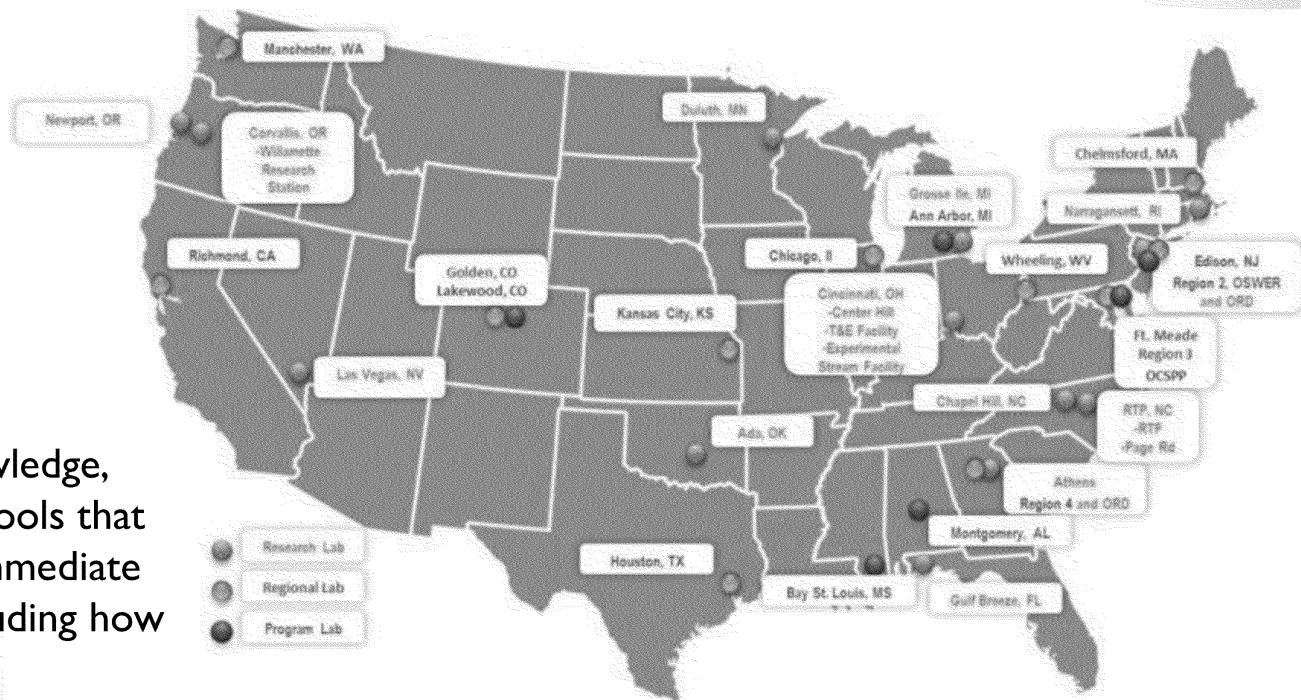 Manchester, WA
Newport, OR
Corvallis, OR
-Willamette
Research
Station
Duluth, MN
Chelmsford, MA
Grosse Ile, MI
Ann Arbor, MI
Narragansett, RI
Richmond, CA
Golden, CO
Lakewood, CO
Chicago, Il
Wheeling, WV
Edison, NJ
Region 2, OSWER
and ORD
Kansas City, KS
Cincinnati, OH
-Center Hill
-T&E Facility
-Experimental
Stream Facility
Ft. Meade
Region 3
OCSPP
Las Vegas, NV
Chapel Hill, NC
RTP, NC
-RTF
-Page Rd
Ada, OK
Athens
Region 4 and ORD
Montgomery, AL
Houston, TX
Bay St. Louis, MS
Gulf Breeze, FL
Research Lab
Regional Lab
Program Lab
wledge,
ools that
mediate
uding how